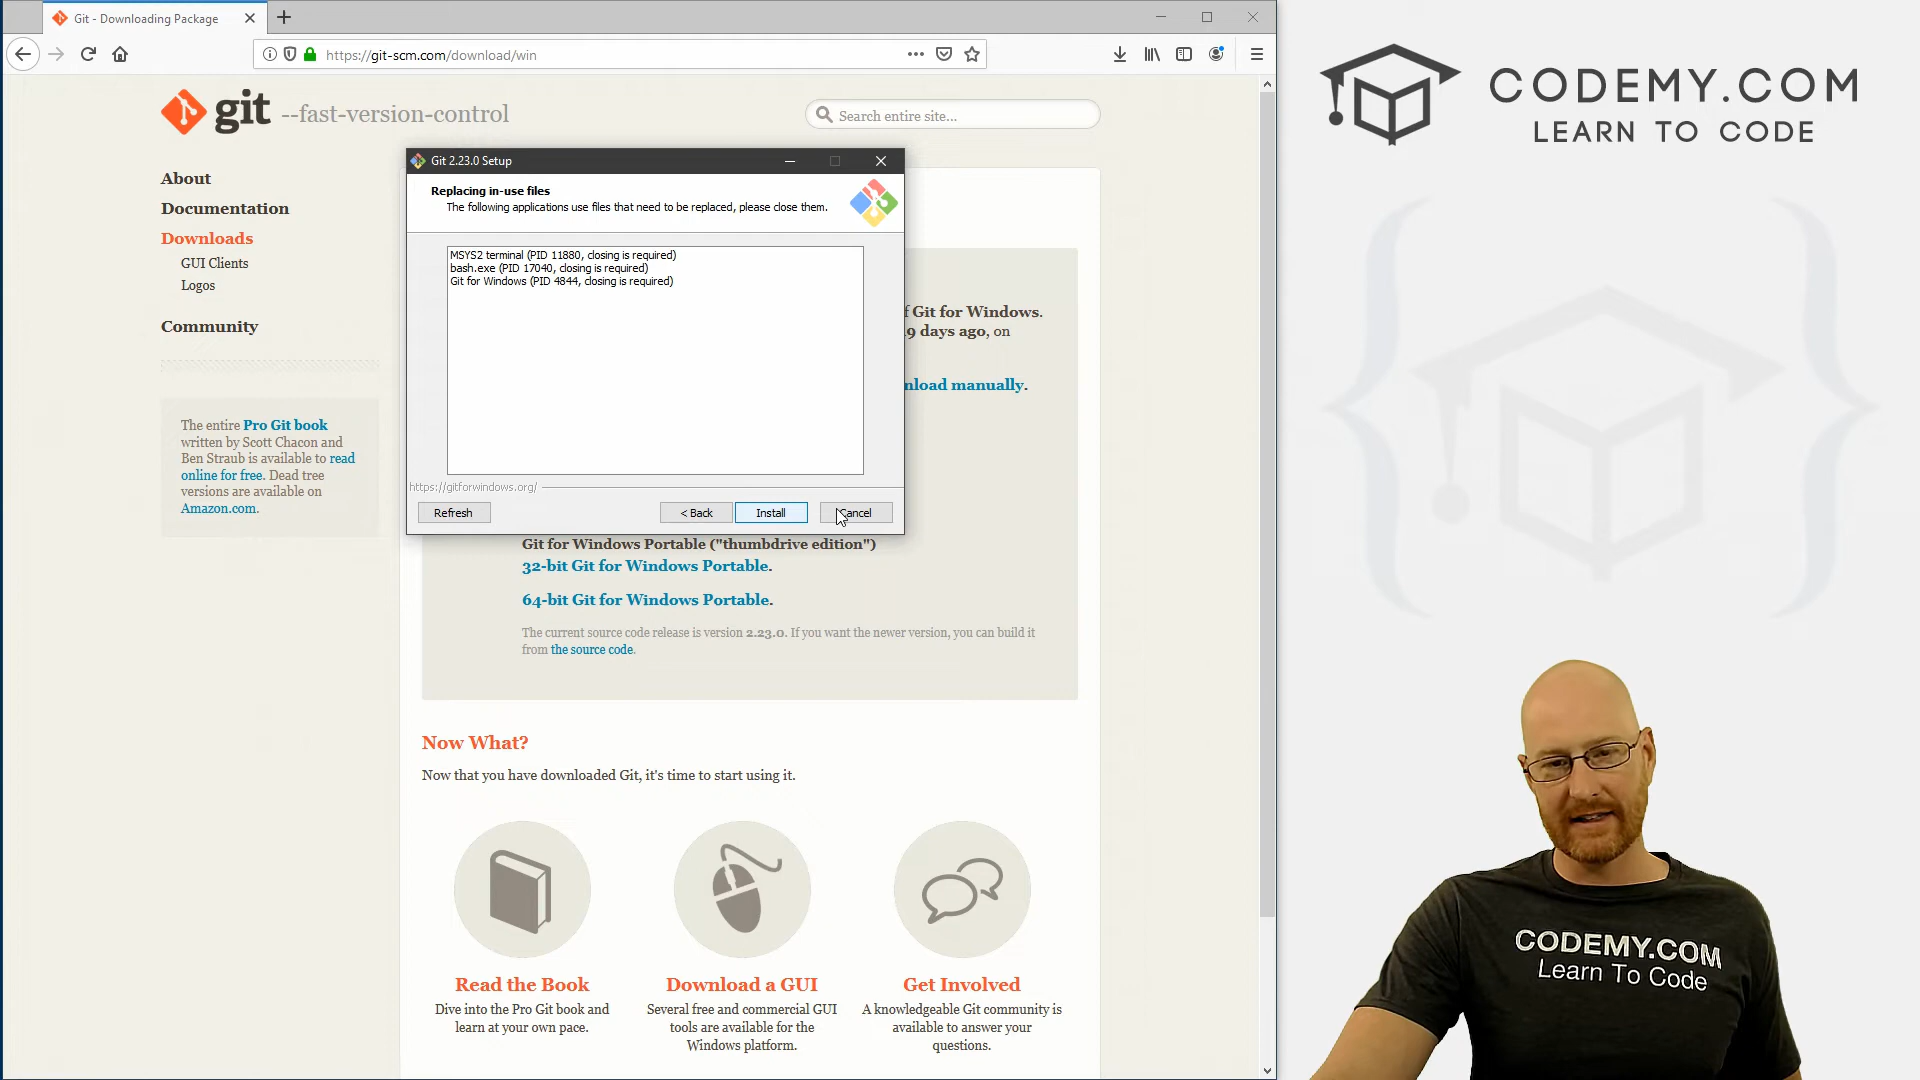 Git - Downloading Package
https://git-scm.com/download/win
git --fast-version-control
Search entire site...
About
Documentation
Downloads
GUI Clients
Logos
Community
The entire Pro Git book
written by Scott Chacon and
Ben Straub is available to read
online for free. Dead tree
versions are available on
Amazon.com.
Git 2.23.0 Setup
Replacing in-use files
The following applications use files that need to be replaced, please close them.
MSYS2 terminal (PID 11880, closing is required)
bash.exe (PID 17040, closing is required)
Git for Windows (PID 4844, closing is required)
https://gitforwindows.org/
Refresh
< Back
Install
Cancel
f Git for Windows.
9 days ago, on
nload manually.
Git for Windows Portable ("thumbdrive edition")
32-bit Git for Windows Portable.
64-bit Git for Windows Portable.
The current source code release is version 2.23.0. If you want the newer version, you can build it
from the source code.
Now What?
Now that you have downloaded Git, it's time to start using it.
Read the Book
Dive into the Pro Git book and
learn at your own pace.
Download a GUI
Several free and commercial GUI
tools are available for the
Windows platform.
Get Involved
A knowledgeable Git community is
available to answer your
questions.
CODEMY.COM
LEARN TO CODE
CODEMY.COM
Learn To Code